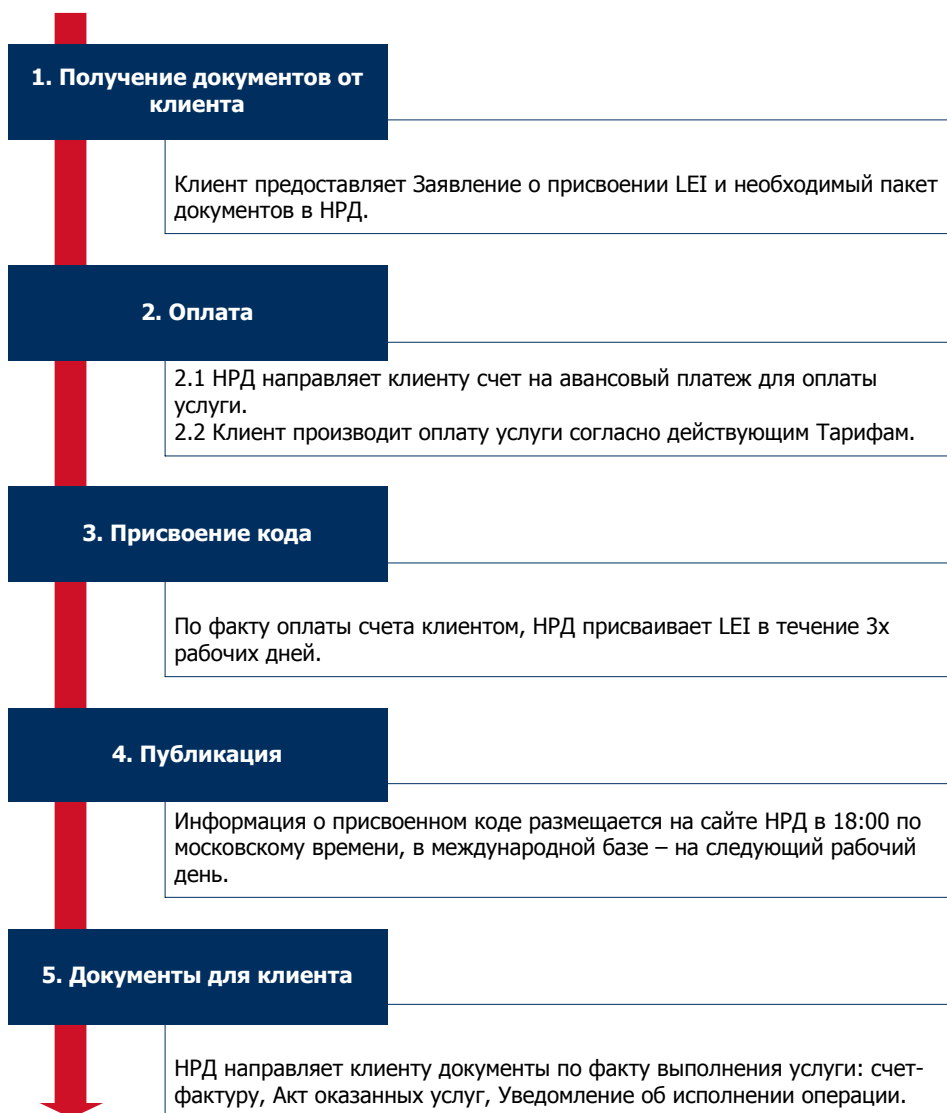 1. Получение документов от
клиента
Клиент предоставляет Заявление о присвоении LEI и необходимый пакет
документов в НРД.
2. Оплата
2.1 НРД направляет клиенту счет на авансовый платеж для оплаты
услуги.
2.2 Клиент производит оплату услуги согласно действующим Тарифам.
3. Присвоение кода
По факту оплаты счета клиентом, НРД присваивает LEI в течение 3х
рабочих дней.
4. Публикация
Информация о присвоенном коде размещается на сайте НРД в 18:00 по
московскому времени, в международной базе – на следующий рабочий
день.
5. Документы для клиента
НРД направляет клиенту документы по факту выполнения услуги: счет-
фактуру, Акт оказанных услуг, Уведомление об исполнении операции.